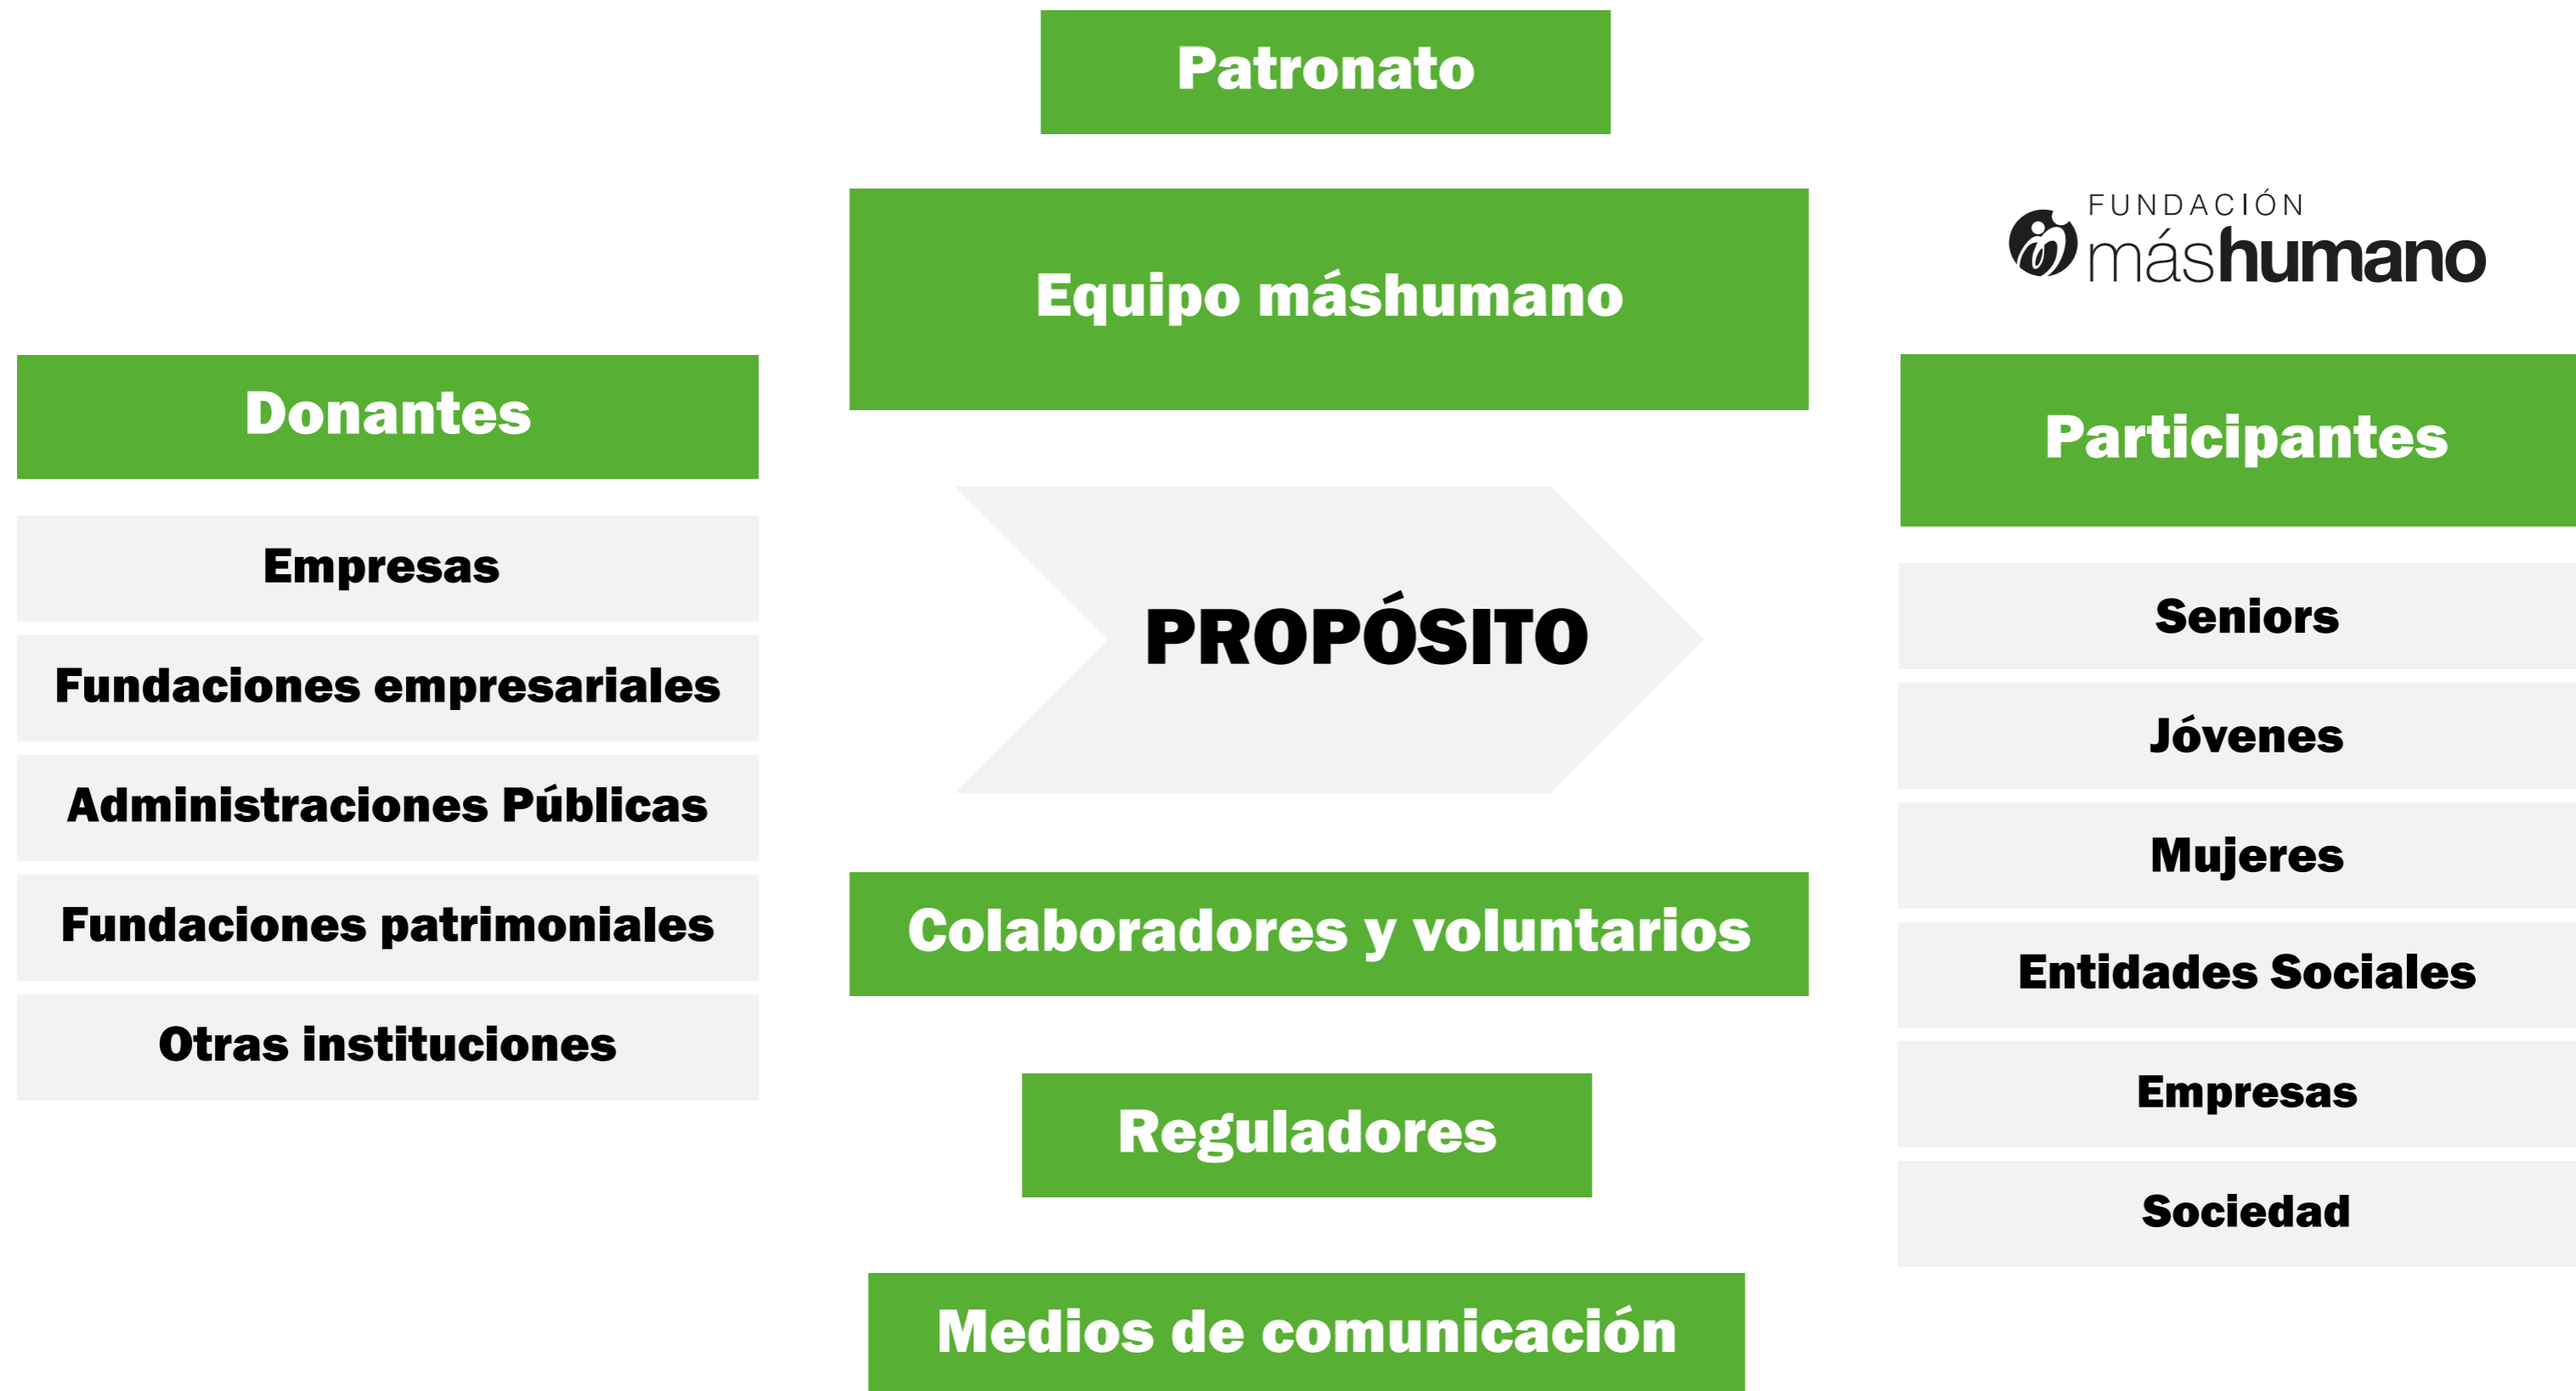 Patronato
Equipo máshumano
FUNDACIÓN
máshumano
Donantes
Empresas
Fundaciones empresariales
Administraciones Públicas
Fundaciones patrimoniales
Otras instituciones
PROPÓSITO
Colaboradores y voluntarios
Reguladores
Medios de comunicación
Participantes
Seniors
Jóvenes
Mujeres
Entidades Sociales
Empresas
Sociedad